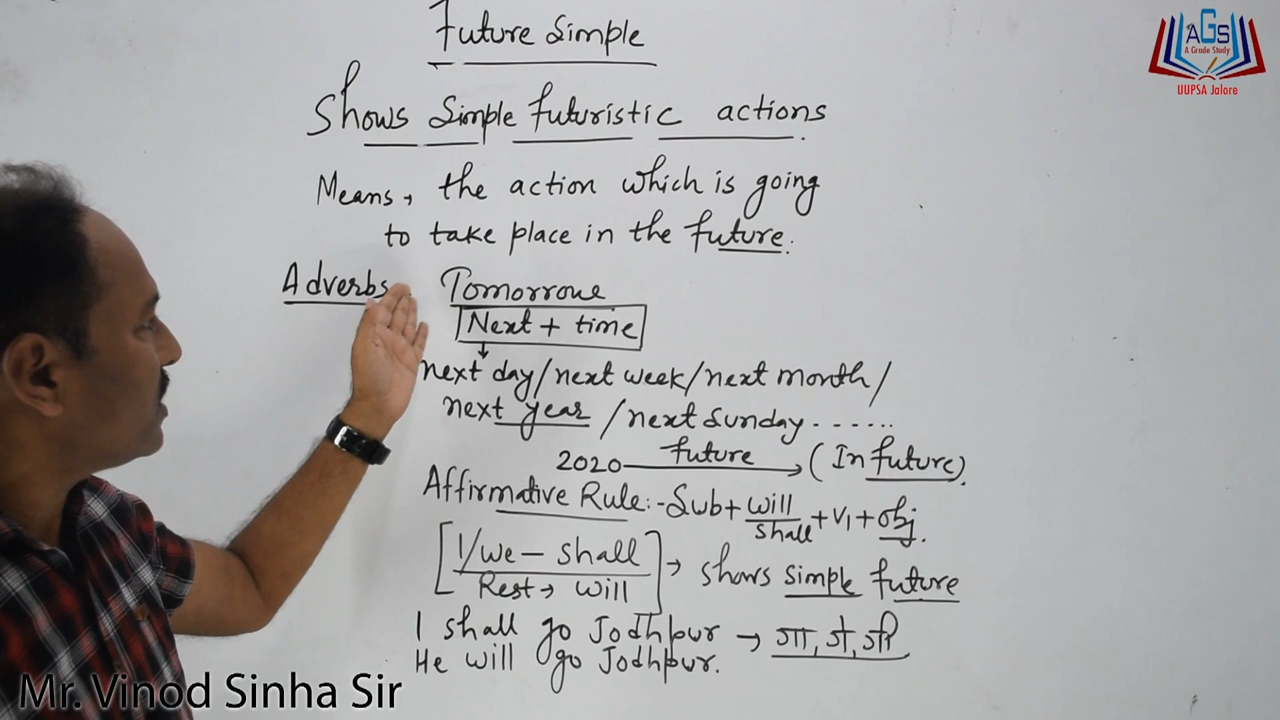 Future Simple
Shows Simple futuristic actions
Means, the action which is going
to take place in the future.
Adverbs Tomorrow
Next + time
next day/next week/next month/
next year / next Sunday - - - - - -
2020 future (In future).
Affirmative Rule:- Sub + will/shall + V1 + obj.
[I/we - shall
Rest → will] → shows simple future
I shall go Jodhpur → गा, गे, गी
He will go Jodhpur.
AGS
A Grade Study
UUPSA Jalore
Mr. Vinod Sinha Sir